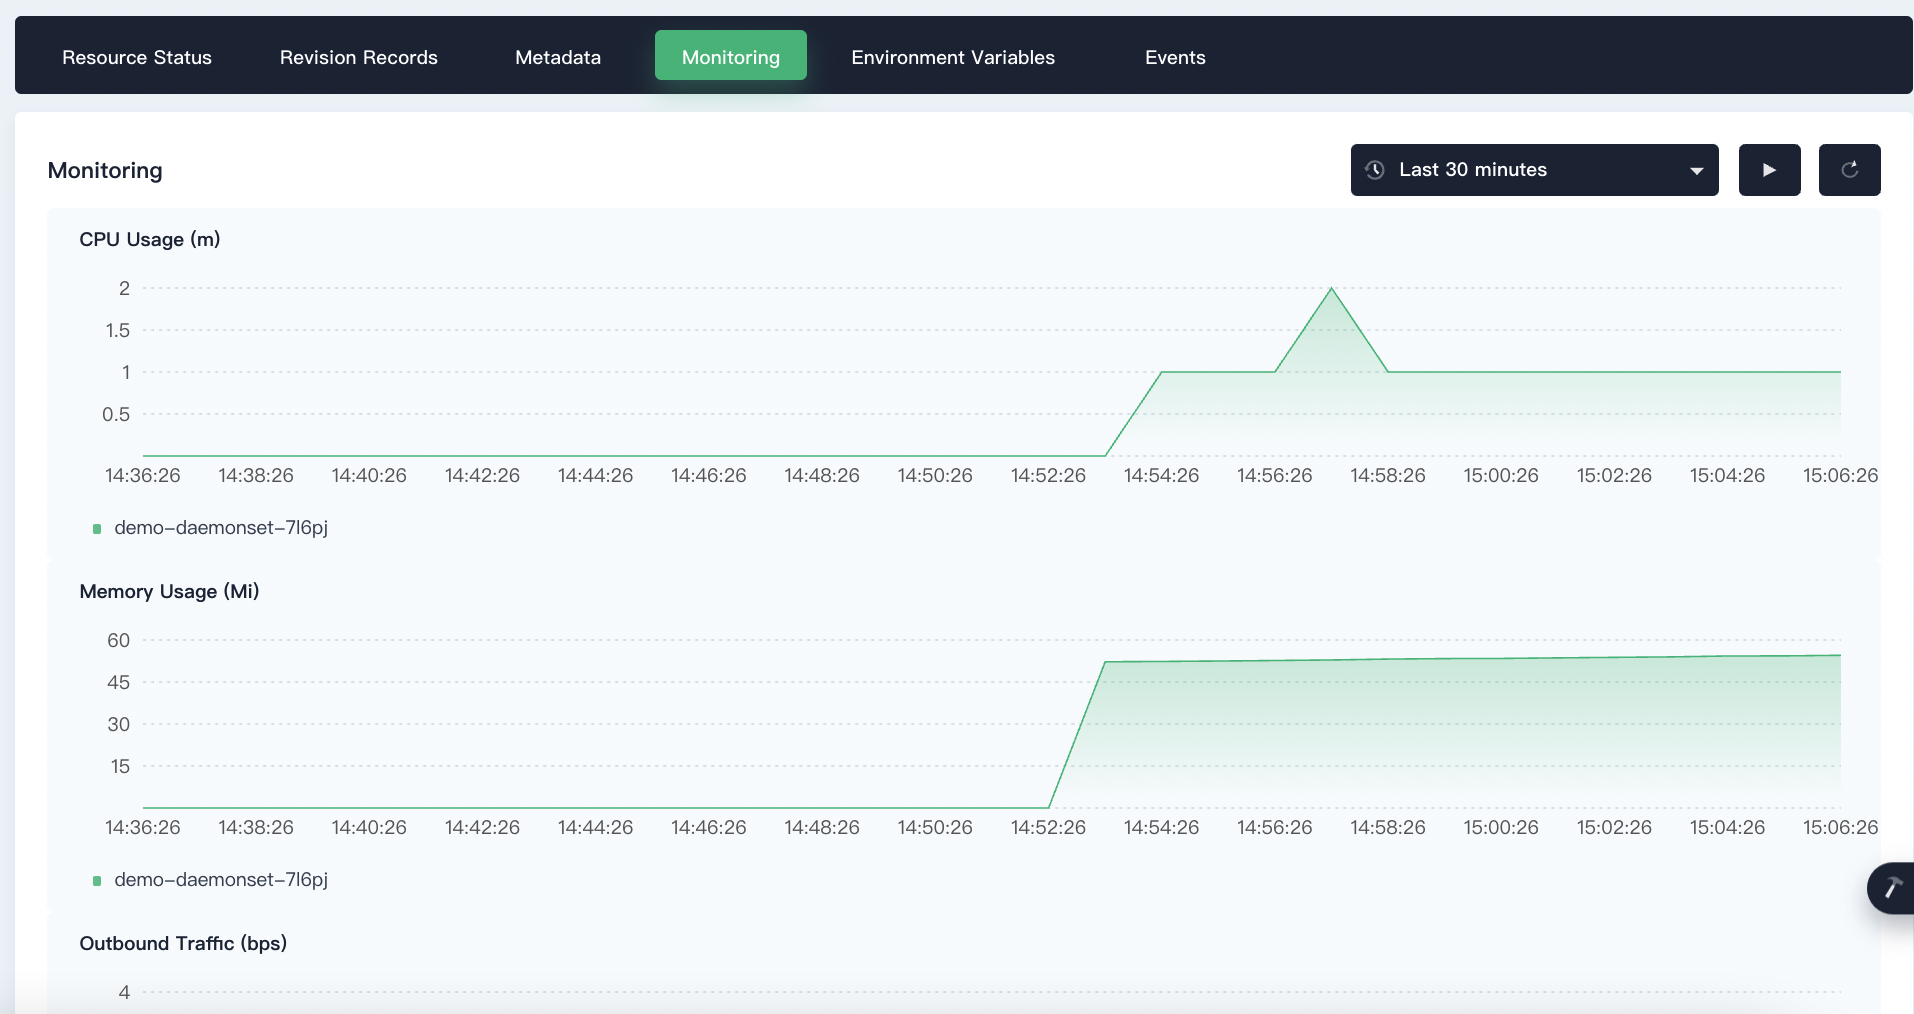 Resource Status Revision Records Metadata Monitoring Environment Variables Events
Monitoring
Last 30 minutes
CPU Usage (m)
2
1.5
1
0.5
14:36:26 14:38:26 14:40:26 14:42:26 14:44:26 14:46:26 14:48:26 14:50:26 14:52:26 14:54:26 14:56:26 14:58:26 15:00:26 15:02:26 15:04:26 15:06:26
demo-daemonset-7l6pj
Memory Usage (Mi)
60
45
30
15
14:36:26 14:38:26 14:40:26 14:42:26 14:44:26 14:46:26 14:48:26 14:50:26 14:52:26 14:54:26 14:56:26 14:58:26 15:00:26 15:02:26 15:04:26 15:06:26
demo-daemonset-7l6pj
Outbound Traffic (bps)
4